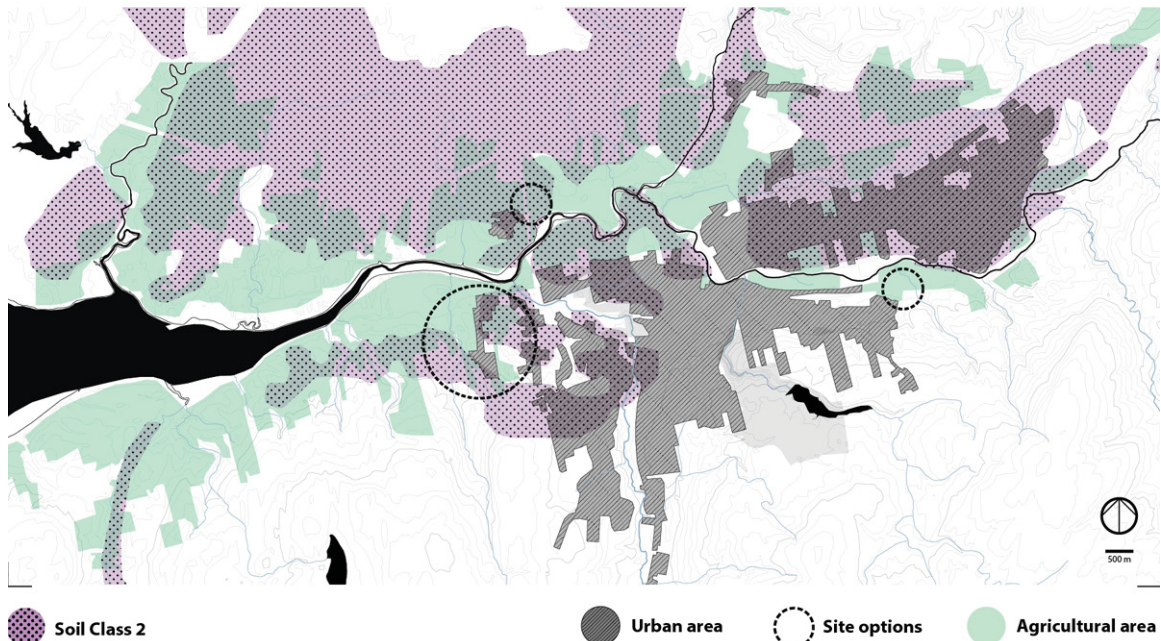 500 m
Soil Class 2
Urban area
Site options
Agricultural area